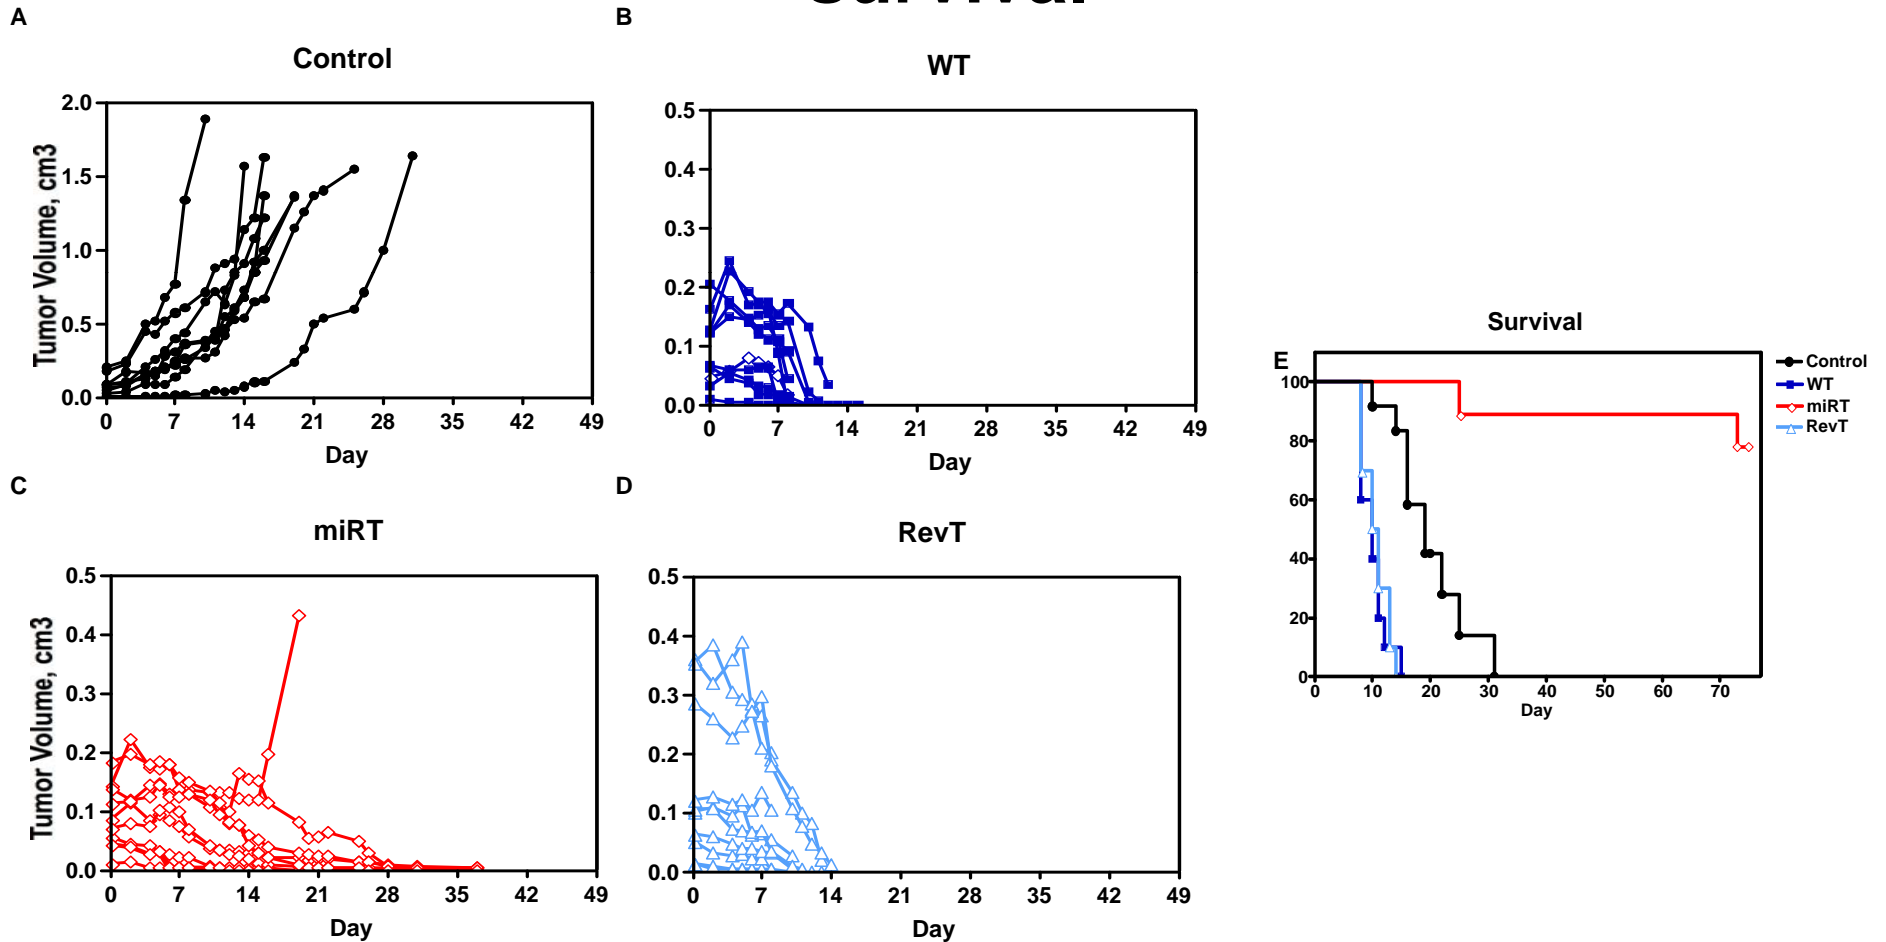 Survival
A
Control
2.0
1.5
1.0
0.5
0.0
Tumor Volume, cm3
0 7 14 21 28 35 42 49
Day
B
WT
0.5
0.4
0.3
0.2
0.1
0.0
0 7 14 21 28 35 42 49
Day
C
miRT
0.5
0.4
0.3
0.2
0.1
0.0
Tumor Volume, cm3
0 7 14 21 28 35 42 49
Day
D
RevT
0.5
0.4
0.3
0.2
0.1
0.0
0 7 14 21 28 35 42 49
Day
Survival
E
100
80
60
40
20
0
0 10 20 30 40 50 60 70
Day
Control
WT
miRT
RevT